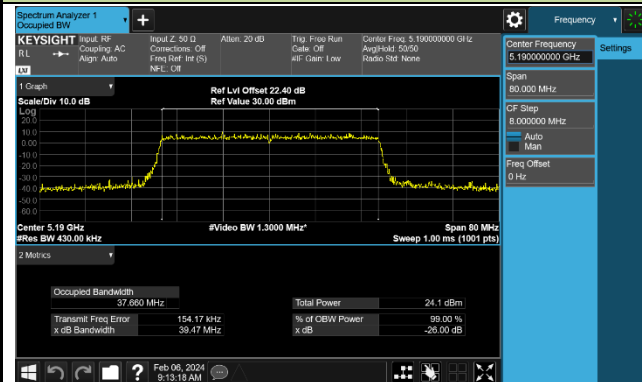 Spectrum Analyzer 1
Occupied BW
Frequency
KEYSIGHT Input: RF
RL
Coupling: AC
Align: Auto
Input Z: 50 Ω
Corrections: Off
Freq Ref: Int (S)
NFE: Off
Atten: 20 dB
Trig: Free Run
Gate: Off
#IF Gain: Low
Center Freq: 5.190000000 GHz
Avg|Hold: 50/50
Radio Std: None
LXI
1 Graph
Scale/Div 10.0 dB
Ref Lvl Offset 22.40 dB
Ref Value 30.00 dBm
Log
20.0
10.0
0.00
-10.0
-20.0
-30.0
-40.0
-50.0
-60.0
Center 5.19 GHz
#Res BW 430.00 kHz
#Video BW 1.3000 MHz*
Span 80 MHz
Sweep 1.00 ms (1001 pts)
2 Metrics
Occupied Bandwidth
37.660 MHz
Total Power 24.1 dBm
Transmit Freq Error 154.17 kHz
% of OBW Power 99.00 %
x dB Bandwidth 39.47 MHz
x dB -26.00 dB
Center Frequency
5.190000000 GHz
Settings
Span
80.000 MHz
CF Step
8.000000 MHz
Auto
Man
Freq Offset
0 Hz
Feb 06, 2024
9:13:18 AM